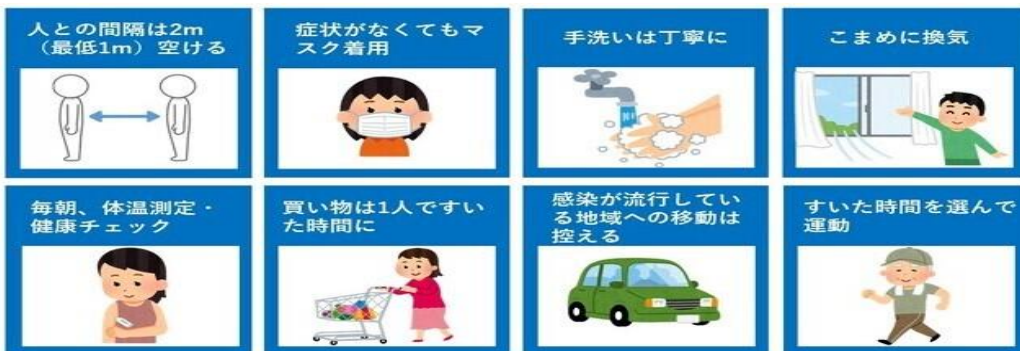 人との間隔は2m
（最低1m）空ける
症状がなくてもマ
スク着用
手洗いは丁寧に
こまめに換気
毎朝、体温測定・
健康チェック
買い物は1人ですい
た時間に
感染が流行してい
る地域への移動は
控える
すいた時間を選んで
運動